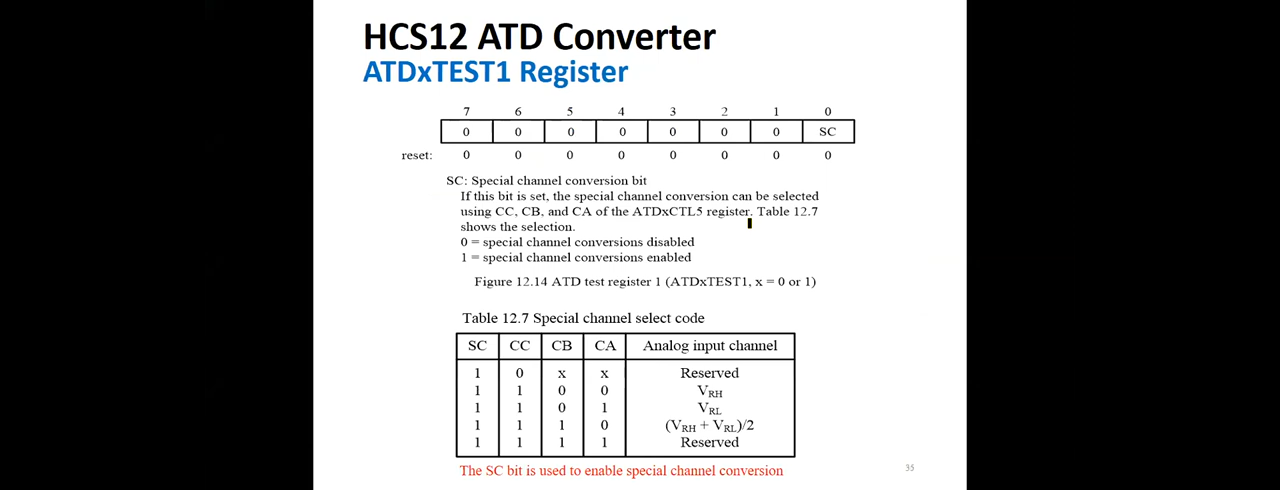 HCS12 ATD Converter
ATDxTEST1 Register
7 6 5 4 3 2 1 0
0 0 0 0 0 0 0 SC
reset: 0 0 0 0 0 0 0 0
SC: Special channel conversion bit
If this bit is set, the special channel conversion can be selected
using CC, CB, and CA of the ATDxCTL5 register. Table 12.7
shows the selection.
0 = special channel conversions disabled
1 = special channel conversions enabled
Figure 12.14 ATD test register 1 (ATDxTEST1, x = 0 or 1)
Table 12.7 Special channel select code
SC CC CB CA Analog input channel
1 0 x x Reserved
1 1 0 0 VRH
1 1 0 1 VRL
1 1 1 0 (VRH + VRL)/2
1 1 1 1 Reserved
The SC bit is used to enable special channel conversion
35